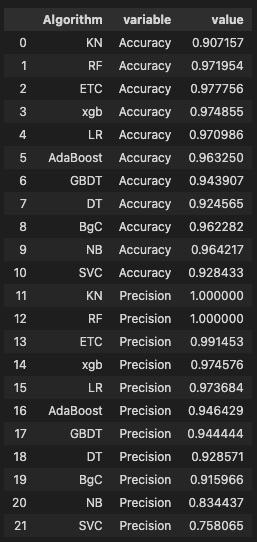 Algorithm variable value
0 KN Accuracy 0.907157
1 RF Accuracy 0.971954
2 ETC Accuracy 0.977756
3 xgb Accuracy 0.974855
4 LR Accuracy 0.970986
5 AdaBoost Accuracy 0.963250
6 GBDT Accuracy 0.943907
7 DT Accuracy 0.924565
8 BgC Accuracy 0.962282
9 NB Accuracy 0.964217
10 SVC Accuracy 0.928433
11 KN Precision 1.000000
12 RF Precision 1.000000
13 ETC Precision 0.991453
14 xgb Precision 0.974576
15 LR Precision 0.973684
16 AdaBoost Precision 0.946429
17 GBDT Precision 0.944444
18 DT Precision 0.928571
19 BgC Precision 0.915966
20 NB Precision 0.834437
21 SVC Precision 0.758065